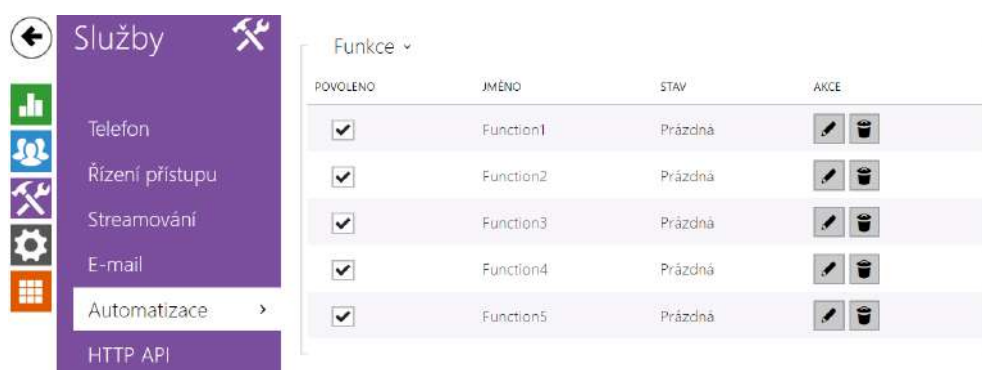 Služby
Telefon
Řízení přístupu
Streamování
E-mail
Automatizace
HTTP API
Funkce
POVOLENO JMÉNO STAV AKCE
Function1 Prázdná
Function2 Prázdná
Function3 Prázdná
Function4 Prázdná
Function5 Prázdná